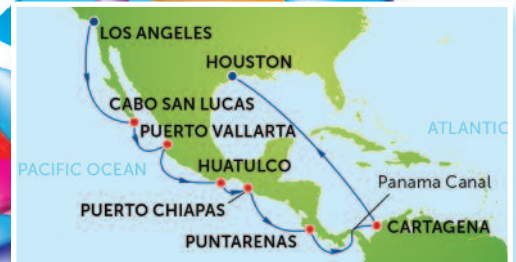 LOS ANGELES
HOUSTON
CABO SAN LUCAS
PUERTO VALLARTA
ATLANTIC
PACIFIC OCEAN
HUATULCO
Panama Canal
PUERTO CHIAPAS
CARTAGENA
PUNTARENAS